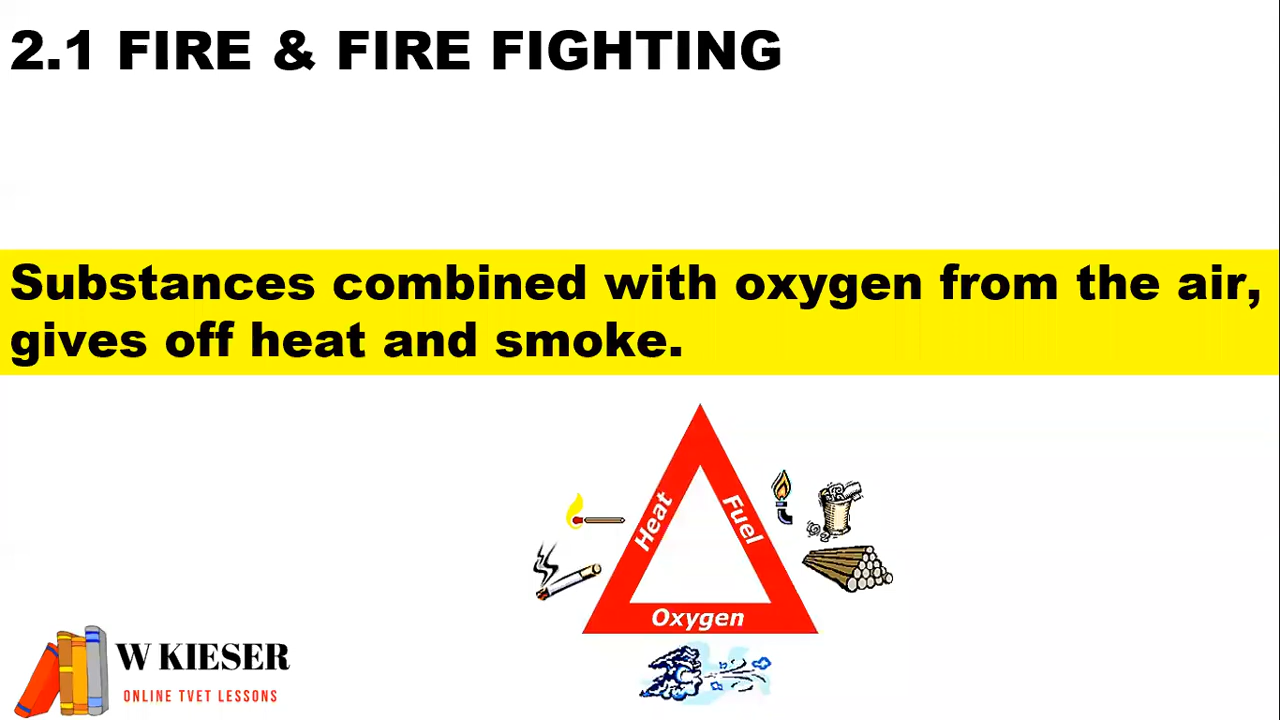 2.1 FIRE & FIRE FIGHTING
Substances combined with oxygen from the air,
gives off heat and smoke.
Heat
Fuel
Oxygen
W KIESER
ONLINE TVET LESSONS